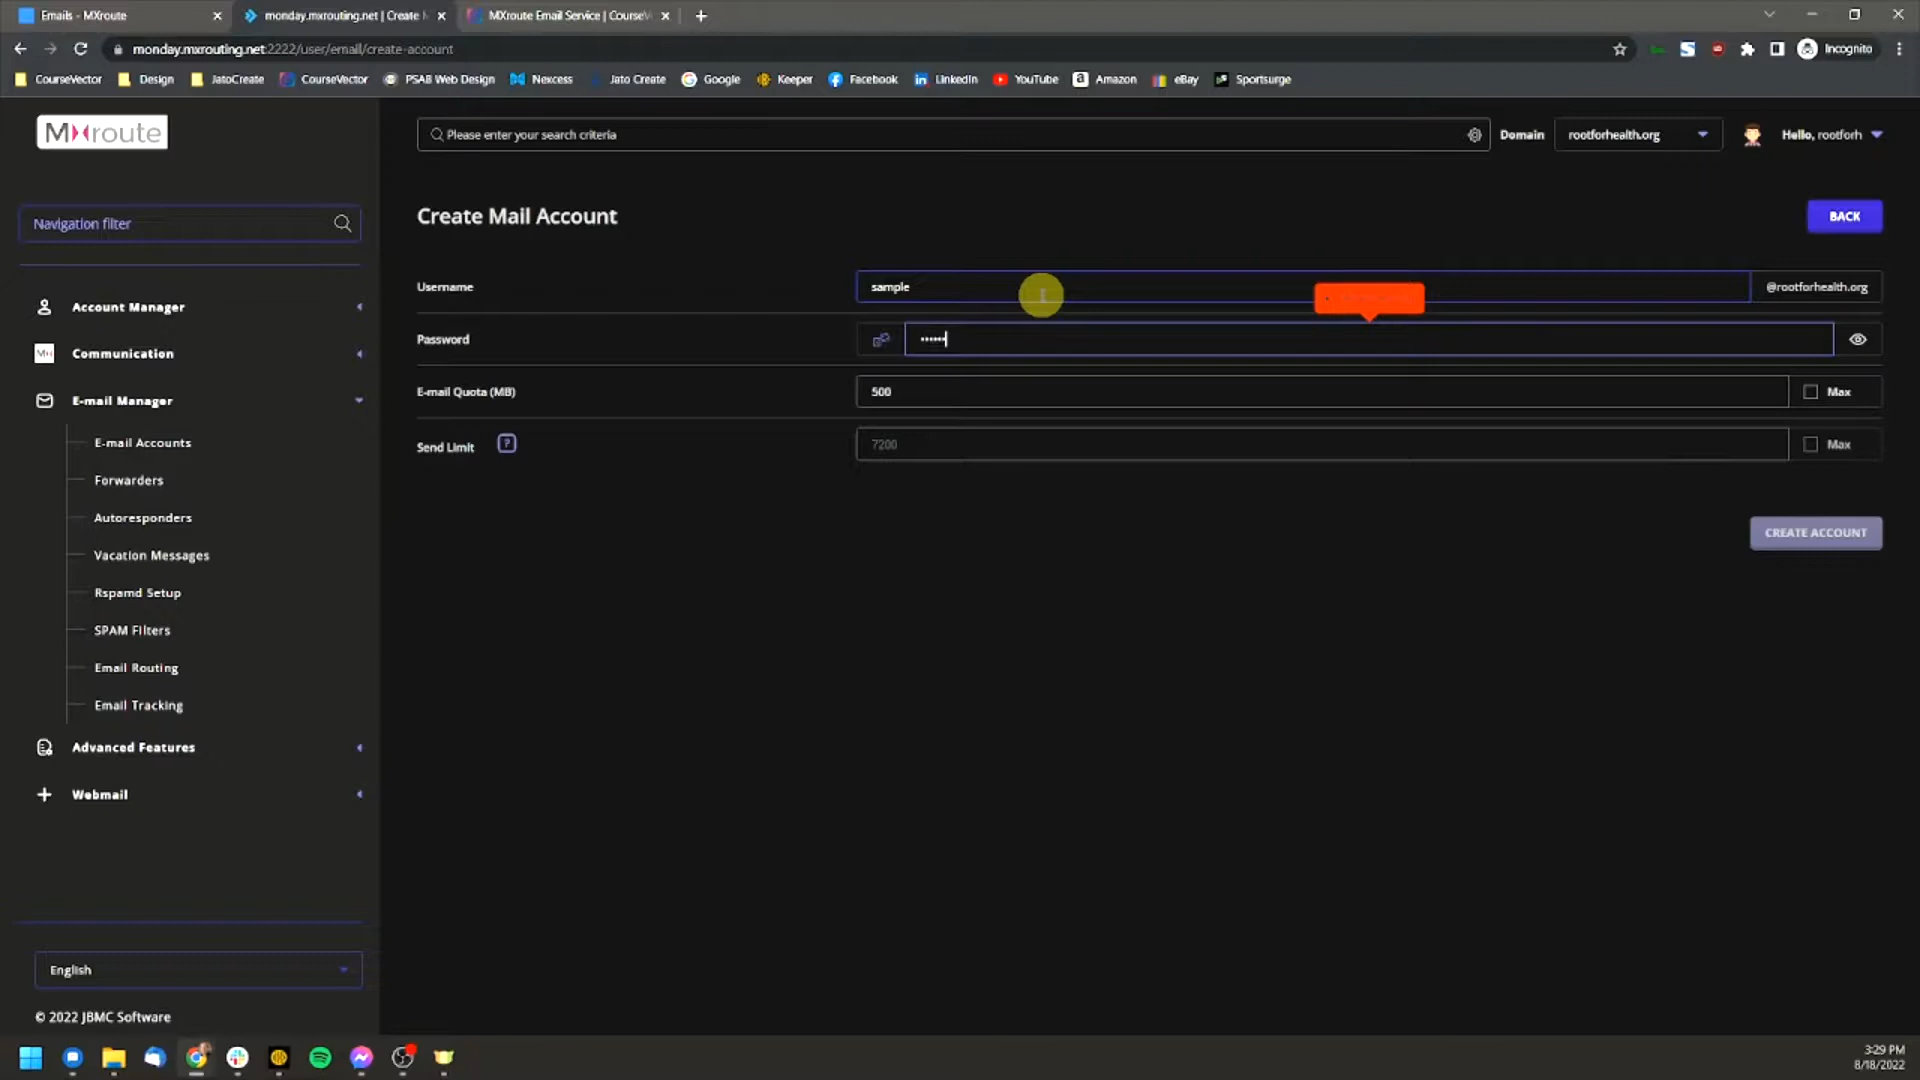 Emails - MXroute
monday.mxrouting.net | Create
MXroute Email Service | CourseV
monday.mxrouting.net:2222/user/email/create-account
Incognito
CourseVector
Design
JatoCreate
CourseVector
PSAB Web Design
Nexcess
Jato Create
Google
Keeper
Facebook
LinkedIn
YouTube
Amazon
eBay
Sportsurge
MXroute
Please enter your search criteria
Domain
rootforhealth.org
Hello, rootforh
Navigation filter
Create Mail Account
BACK
Username
sample
@rootforhealth.org
Account Manager
Password
••••••
Communication
E-mail Quota (MB)
500
Max
E-mail Manager
Send Limit
?
7200
Max
E-mail Accounts
Forwarders
Autoresponders
CREATE ACCOUNT
Vacation Messages
Rspamd Setup
SPAM Filters
Email Routing
Email Tracking
Advanced Features
Webmail
English
© 2022 JBMC Software
3:29 PM
8/18/2022